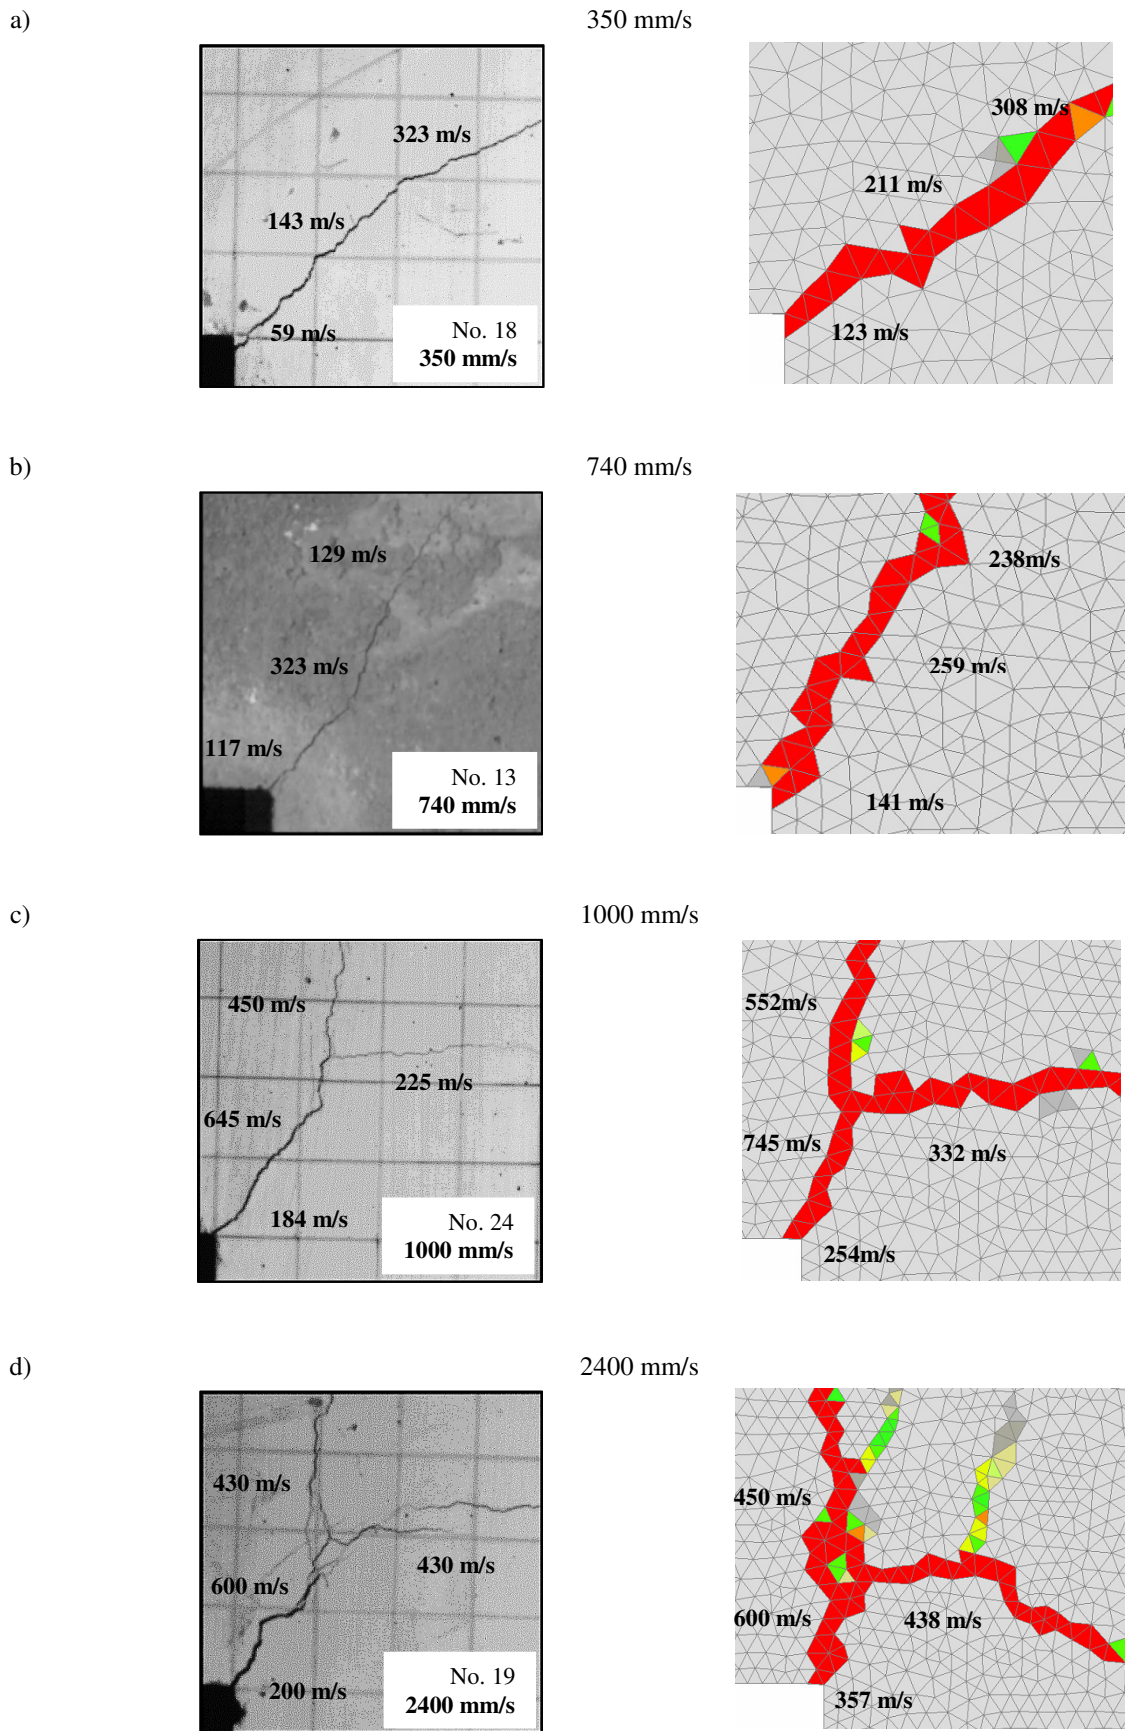 a)
350 mm/s
323 m/s
143 m/s
59 m/s
No. 18
350 mm/s
308 m/s
211 m/s
123 m/s
b)
740 mm/s
129 m/s
323 m/s
117 m/s
No. 13
740 mm/s
238m/s
259 m/s
141 m/s
c)
1000 mm/s
450 m/s
225 m/s
645 m/s
184 m/s
No. 24
1000 mm/s
552m/s
745 m/s
332 m/s
254m/s
d)
2400 mm/s
430 m/s
430 m/s
600 m/s
200 m/s
No. 19
2400 mm/s
450 m/s
600 m/s
438 m/s
357 m/s